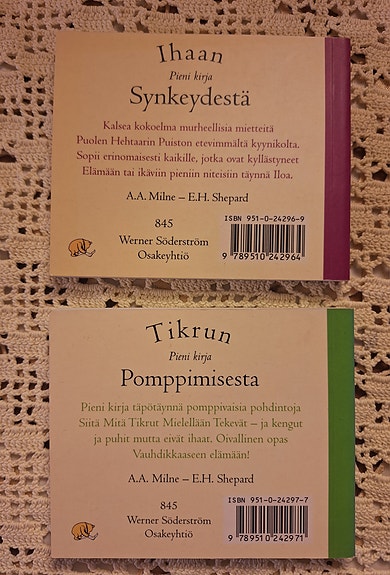 Ihaan
Pieni kirja
Synkeydestä
Kalsea kokoelma murheellisia mietteitä
Puolen Hehtaarin Puiston etevimmältä kyynikolta.
Sopii erinomaisesti kaikille, jotka ovat kyllästyneet
Elämään tai ikäviin pieniin niteisiin täynnä Iloa.
A.A. Milne – E.H. Shepard
845
Werner Söderström
Osakeyhtiö
ISBN 951-0-24296-9
9 789510 242964
Tikrun
Pieni kirja
Pomppimisesta
Pieni kirja täpötäynnä pomppivaisia pohdintoja
Siitä Mitä Tikrut Mielellään Tekevät – ja kengut
ja puhit mutta eivät ihaat. Oivallinen opas
Vauhdikkaaseen elämään!
A.A. Milne – E.H. Shepard
845
Werner Söderström
Osakeyhtiö
ISBN 951-0-24297-7
9 789510 242971